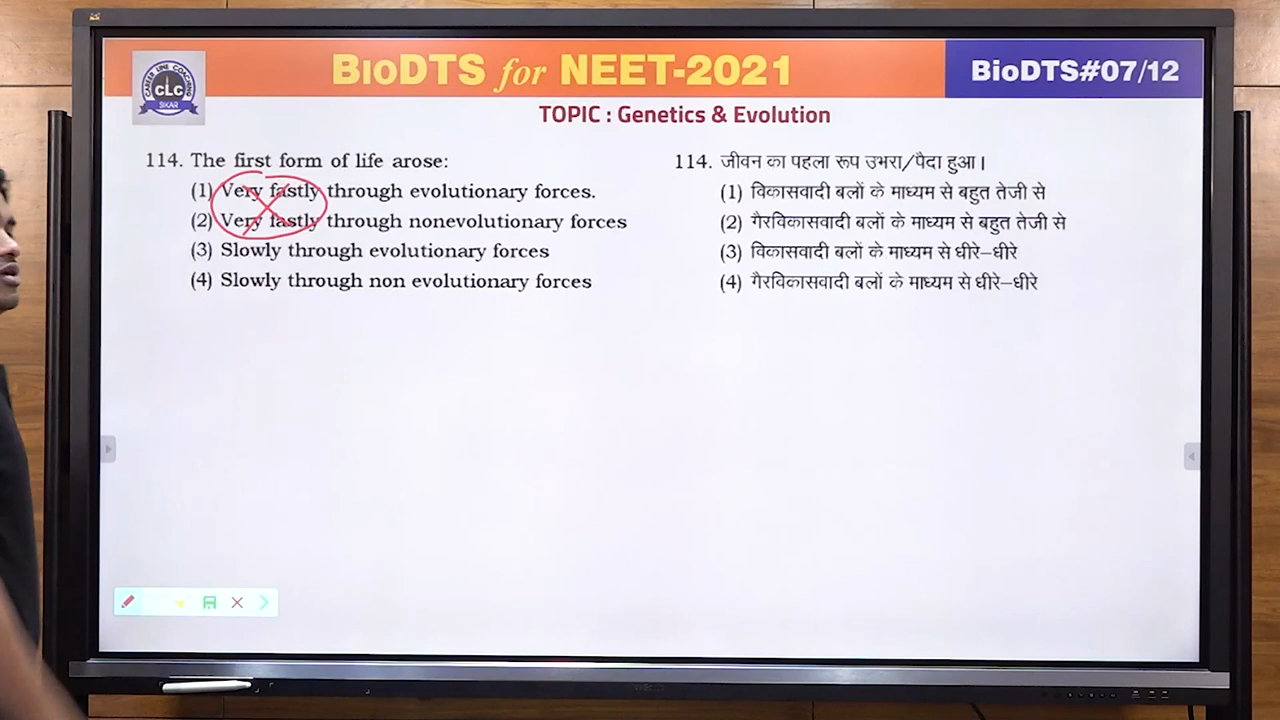 BIODTS for NEET-2021
BioDTS#07/12
CAREER LINE COACHING
CLC
SIKAR
TOPIC : Genetics & Evolution
114. The first form of life arose:
(1) Very fastly through evolutionary forces.
(2) Very fastly through nonevolutionary forces
(3) Slowly through evolutionary forces
(4) Slowly through non evolutionary forces
114. जीवन का पहला रूप उभरा/पैदा हुआ।
(1) विकासवादी बलों के माध्यम से बहुत तेजी से
(2) गैरविकासवादी बलों के माध्यम से बहुत तेजी से
(3) विकासवादी बलों के माध्यम से धीरे–धीरे
(4) गैरविकासवादी बलों के माध्यम से धीरे–धीरे